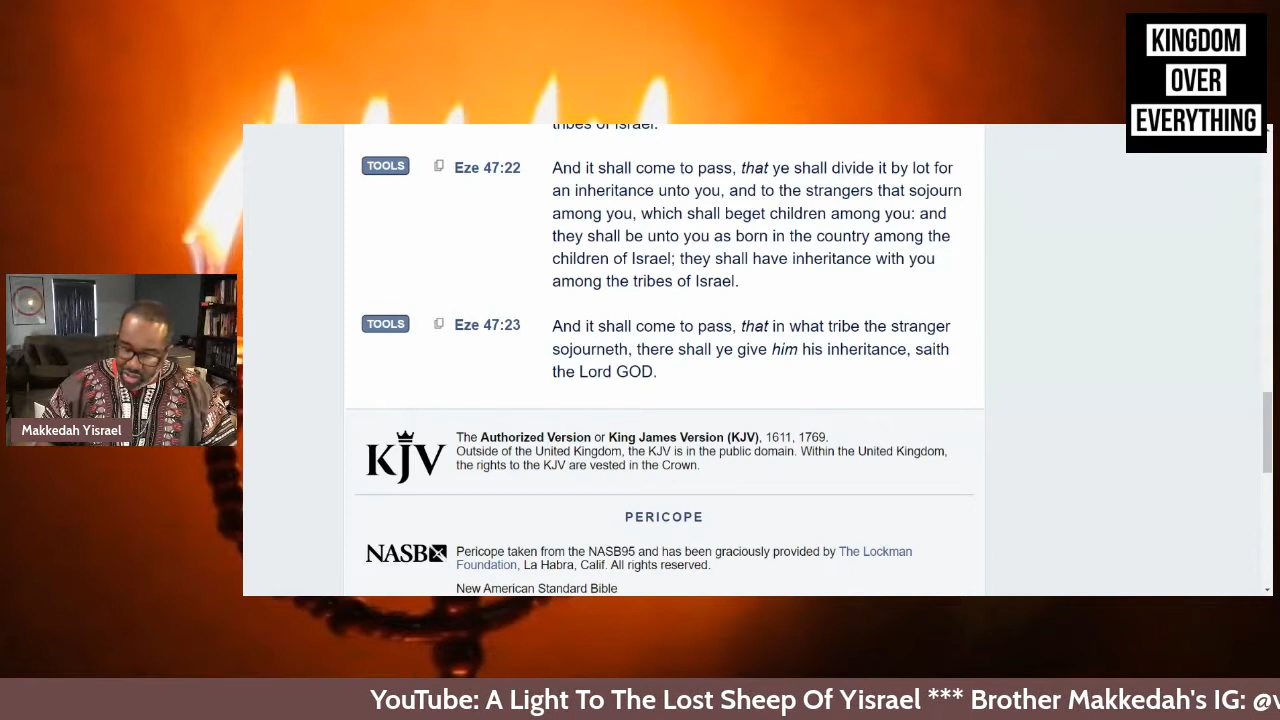 KINGDOM
OVER
EVERYTHING
tribes of Israel.
TOOLS
Eze 47:22
And it shall come to pass, that ye shall divide it by lot for
an inheritance unto you, and to the strangers that sojourn
among you, which shall beget children among you: and
they shall be unto you as born in the country among the
children of Israel; they shall have inheritance with you
among the tribes of Israel.
TOOLS
Eze 47:23
And it shall come to pass, that in what tribe the stranger
sojourneth, there shall ye give him his inheritance, saith
the Lord GOD.
Makkedah Yisrael
KJV
The Authorized Version or King James Version (KJV), 1611, 1769.
Outside of the United Kingdom, the KJV is in the public domain. Within the United Kingdom,
the rights to the KJV are vested in the Crown.
PERICOPE
NASB
Pericope taken from the NASB95 and has been graciously provided by The Lockman
Foundation, La Habra, Calif. All rights reserved.
New American Standard Bible
YouTube: A Light To The Lost Sheep Of Yisrael *** Brother Makkedah's IG: